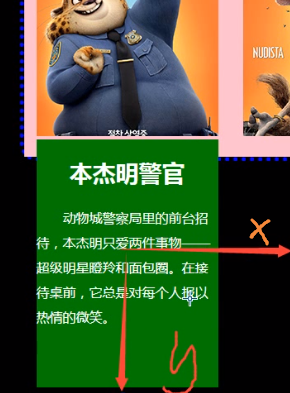 NUDISTA
절찬 상영중
本杰明警官
动物城警察局里的前台招
待，本杰明只爱两件事物——
超级明星瞪羚和面包圈。在接
待桌前，它总是对每个人报以
热情的微笑。
x
y